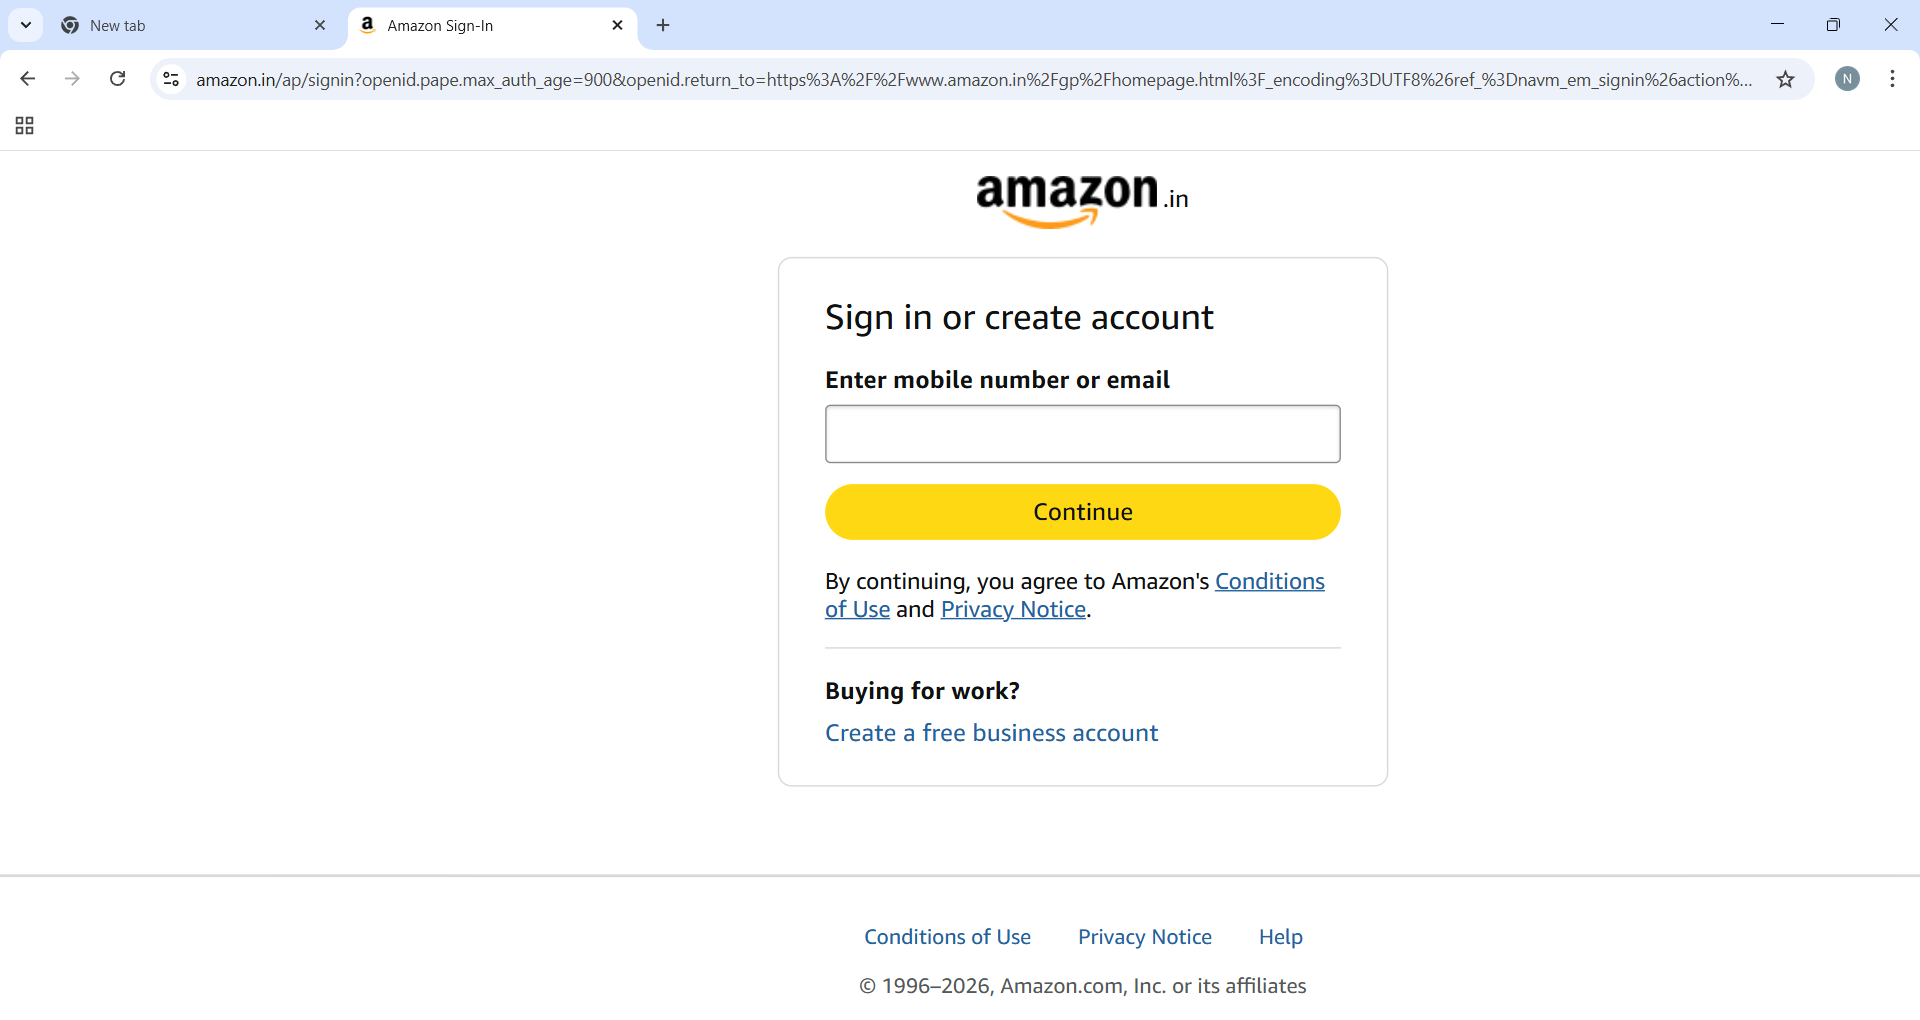 New tab
Amazon Sign-In
amazon.in/ap/signin?openid.pape.max_auth_age=900&openid.return_to=https%3A%2F%2Fwww.amazon.in%2Fgp%2Fhomepage.html%3F_encoding%3DUTF8%26ref_%3Dnavm_em_signin%26action%...
N
amazon.in
Sign in or create account
Enter mobile number or email
Continue
By continuing, you agree to Amazon's Conditions
of Use and Privacy Notice.
Buying for work?
Create a free business account
Conditions of Use Privacy Notice Help
© 1996–2026, Amazon.com, Inc. or its affiliates